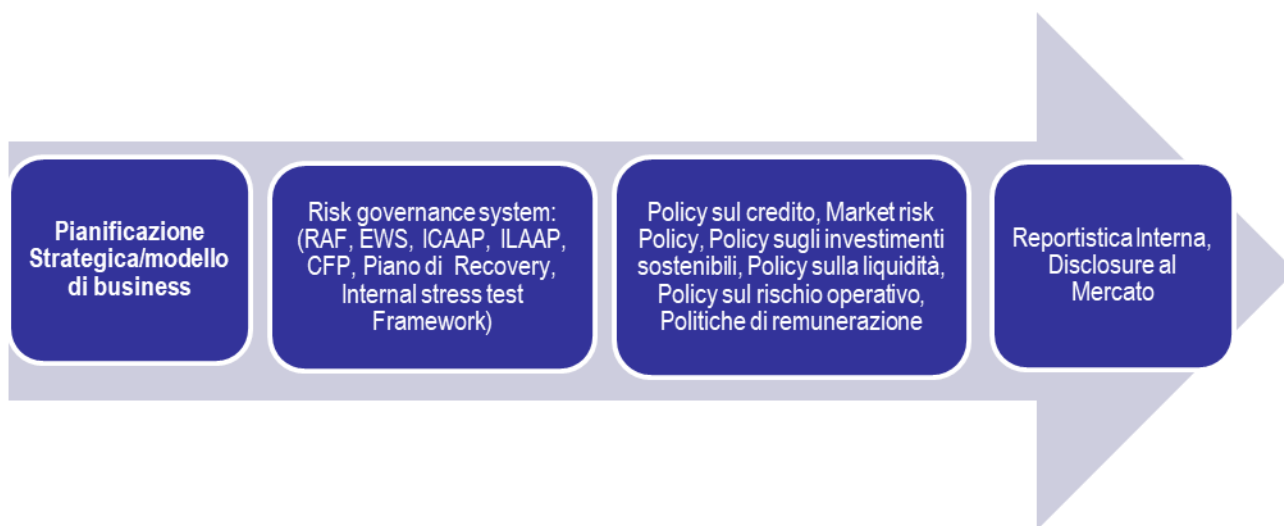 Pianificazione
Strategica/modello
di business
Risk governance system:
(RAF, EWS, ICAAP, ILAAP,
CFP, Piano di Recovery,
Internal stress test
Framework)
Policy sul credito, Market risk
Policy, Policy sugli investimenti
sostenibili, Policy sulla liquidità,
Policy sul rischio operativo,
Politiche di remunerazione
Reportistica Interna,
Disclosure al
Mercato